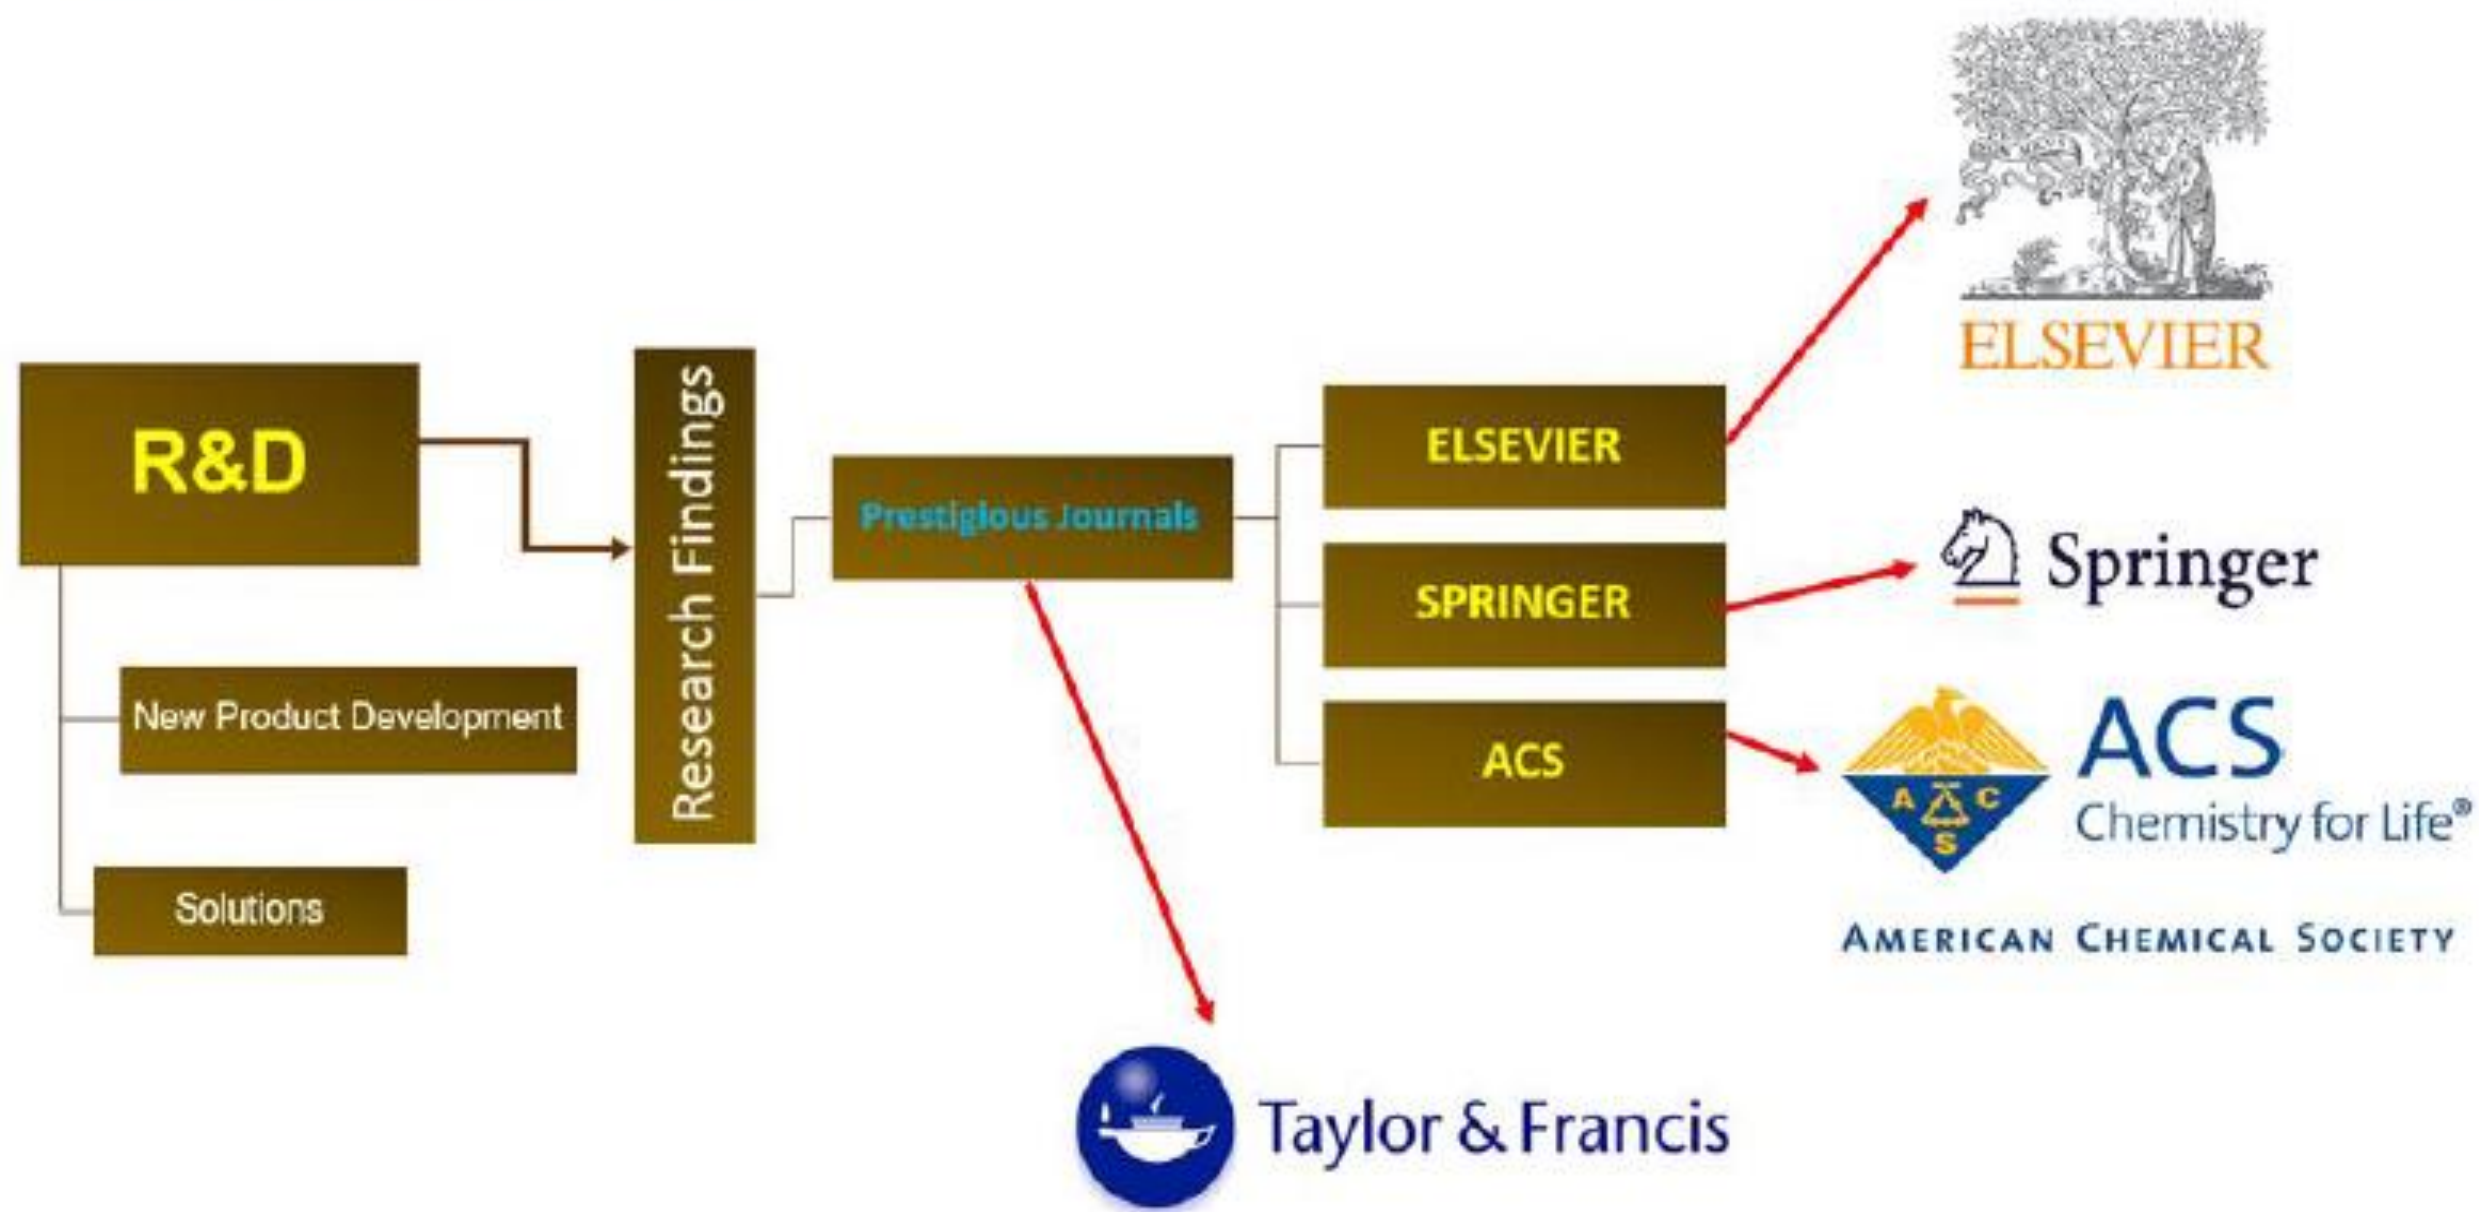 R&D
New Product Development
Solutions
Research Findings
Prestigious Journals
ELSEVIER
SPRINGER
ACS
ELSEVIER
Springer
A C
S
ACS
Chemistry for Life®
AMERICAN CHEMICAL SOCIETY
Taylor & Francis